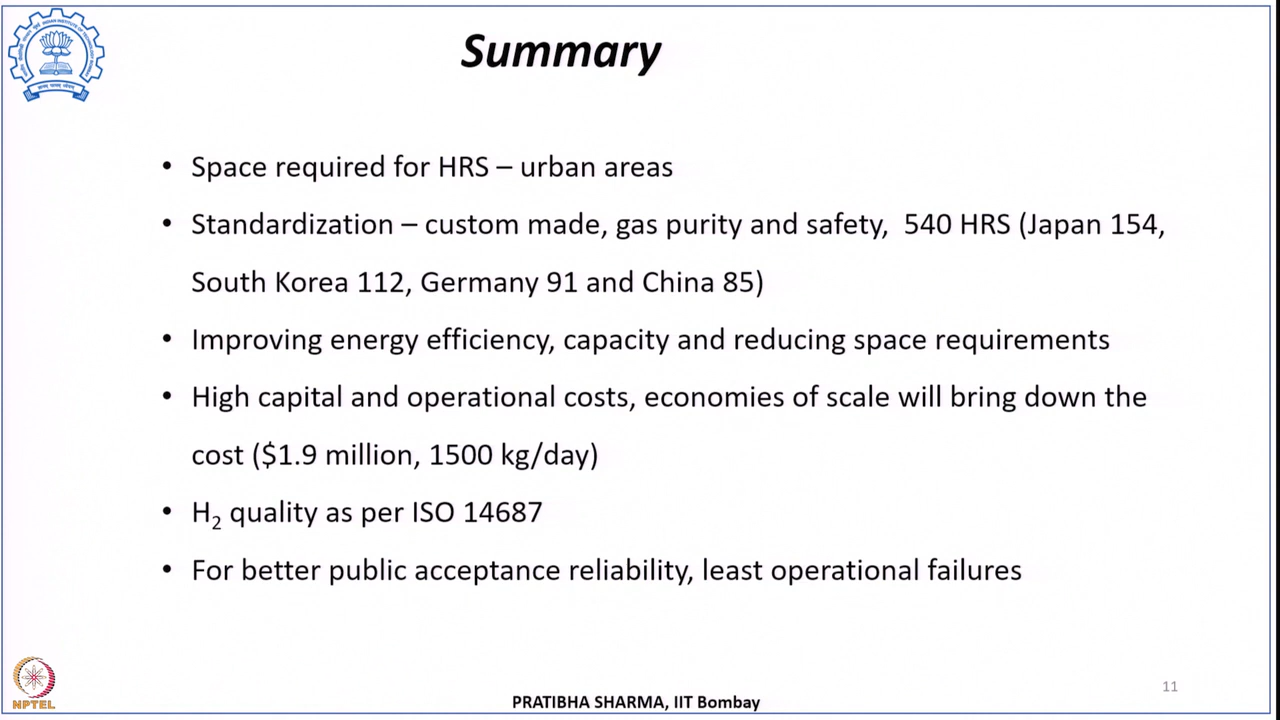 Summary
• Space required for HRS – urban areas
• Standardization – custom made, gas purity and safety,  540 HRS (Japan 154,
South Korea 112, Germany 91 and China 85)
• Improving energy efficiency, capacity and reducing space requirements
• High capital and operational costs, economies of scale will bring down the
cost ($1.9 million, 1500 kg/day)
• H₂ quality as per ISO 14687
• For better public acceptance reliability, least operational failures
11
NPTEL
PRATIBHA SHARMA, IIT Bombay